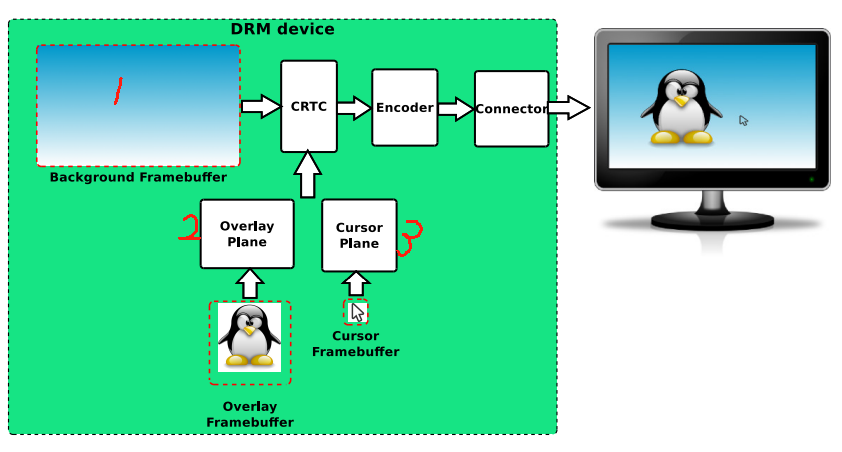 DRM device
1
CRTC
Encoder
Connector
Background Framebuffer
2
Overlay
Plane
Cursor
Plane
3
Cursor
Framebuffer
Overlay
Framebuffer